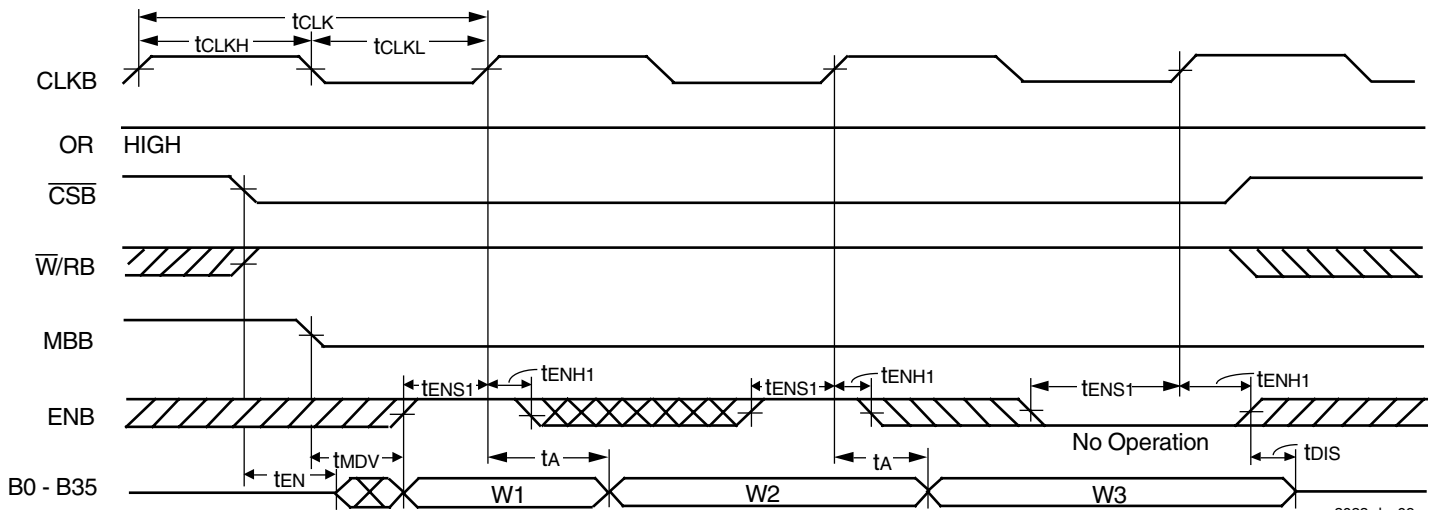 tCLK
tCLKH
tCLKL
CLKB
OR HIGH
CSB
W/RB
MBB
tENS1
tENH1
tENS1
tENH1
tENS1
tENH1
ENB
No Operation
tMDV
tA
tA
tDIS
tEN
B0 - B35
W1
W2
W3